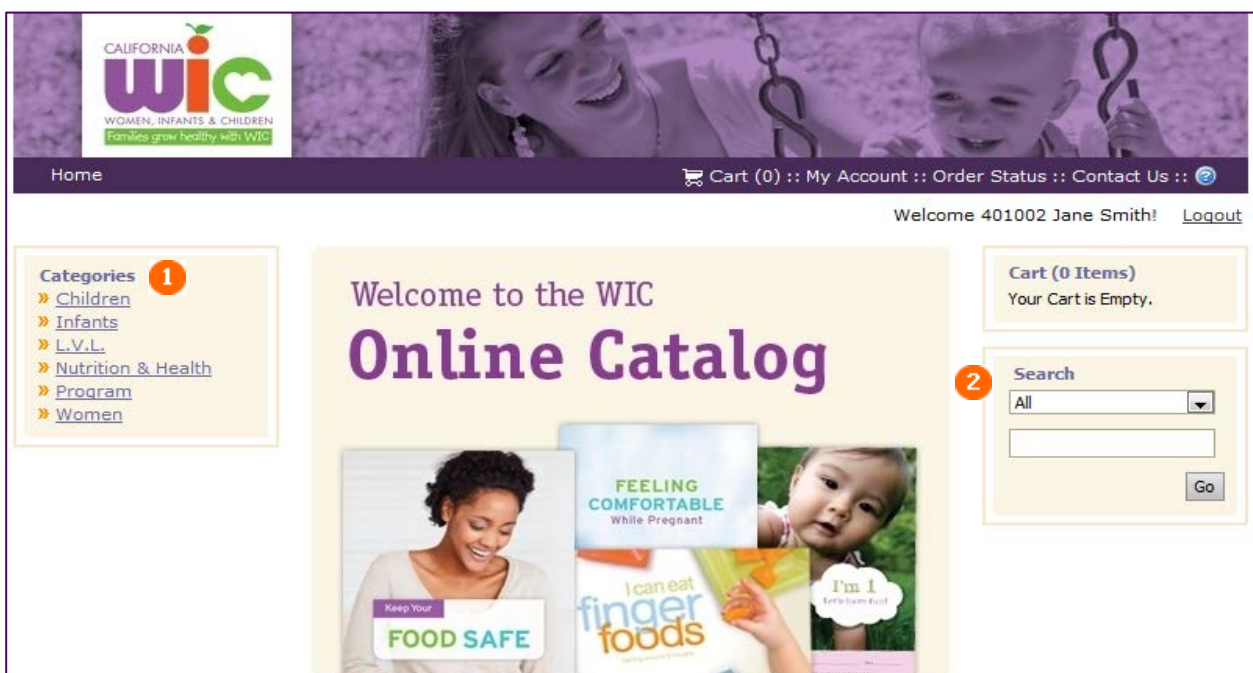 CALIFORNIA
WIC
WOMEN, INFANTS & CHILDREN
Families grow healthy with WIC
Home
Cart (0) :: My Account :: Order Status :: Contact Us :: ?
Welcome 401002 Jane Smith! Logout
Categories 1
» Children
» Infants
» L.V.L.
» Nutrition & Health
» Program
» Women
Welcome to the WIC
Online Catalog
FEELING
COMFORTABLE
While Pregnant
Keep Your
FOOD SAFE
I can eat
finger
foods
I'm 1
Cart (0 Items)
Your Cart is Empty.
2
Search
All
Go